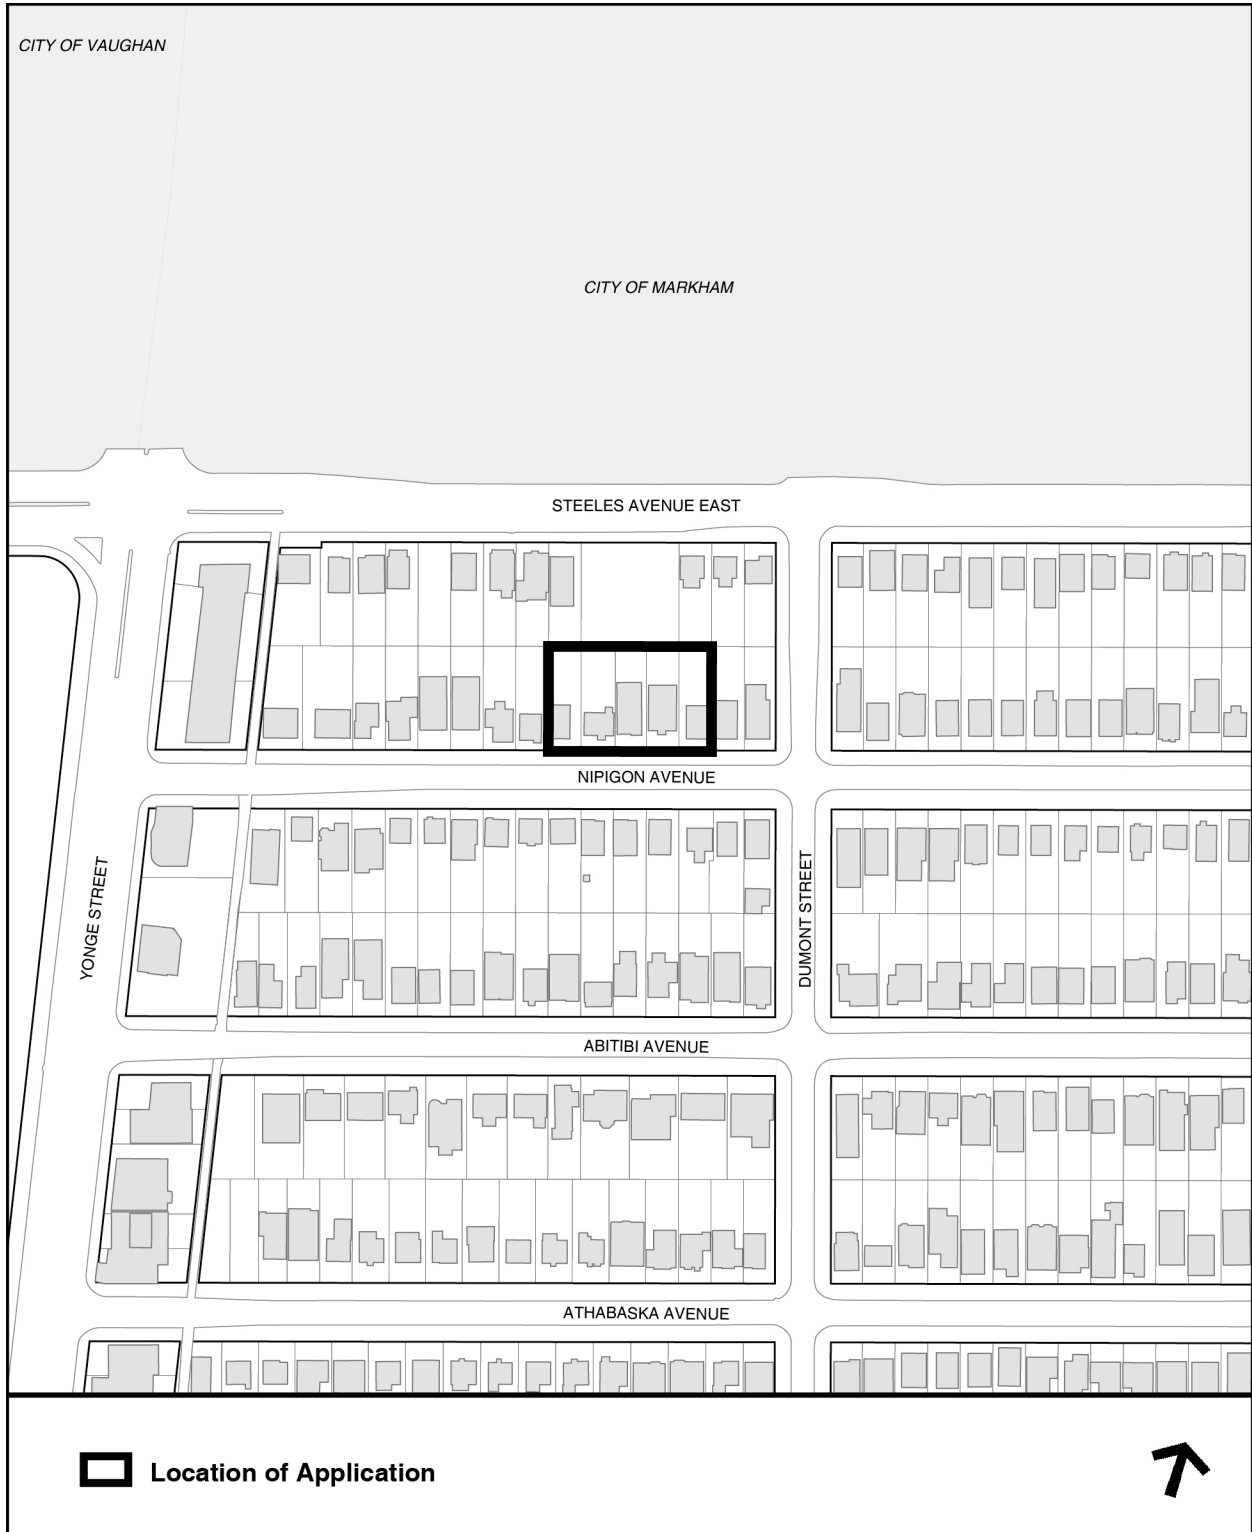 CITY OF VAUGHAN
CITY OF MARKHAM
STEELES AVENUE EAST
NIPIGON AVENUE
YONGE STREET
DUMONT STREET
ABITIBI AVENUE
ATHABASKA AVENUE
Location of Application